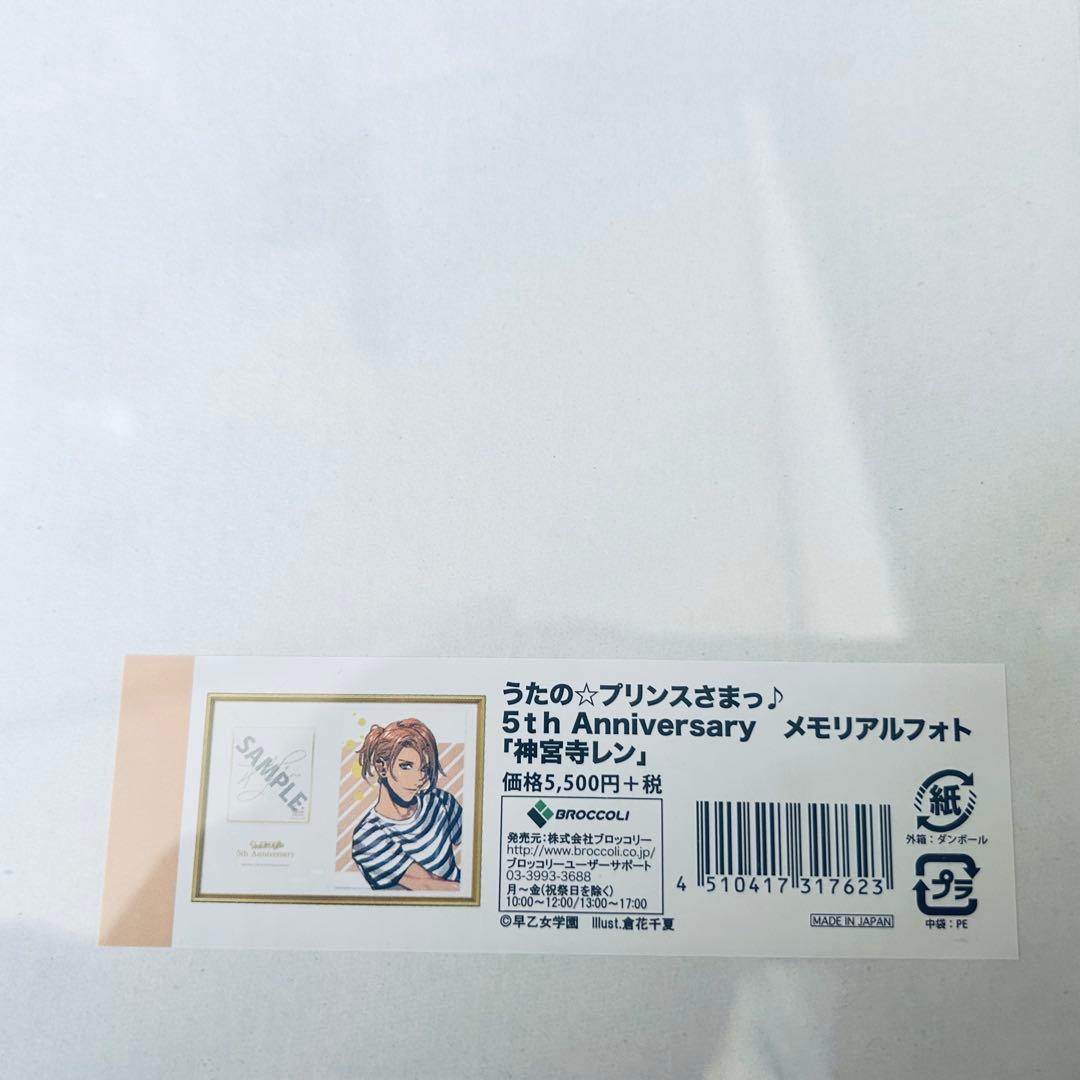 うたの☆プリンスさまっ♪
5th Anniversary メモリアルフォト
「神宮寺レン」
価格5,500円+税
BROCCOLI
発売元:株式会社ブロッコリー
http://www.broccoli.co.jp/
ブロッコリーユーザーサポート
03-3993-3688
月～金(祝祭日を除く)
10:00～12:00/13:00～17:00
©早乙女学園 Illust.倉花千夏
4 510417 317623
MADE IN JAPAN
紙
外箱：ダンボール
プラ
中袋：PE
SAMPLE
5th Anniversary